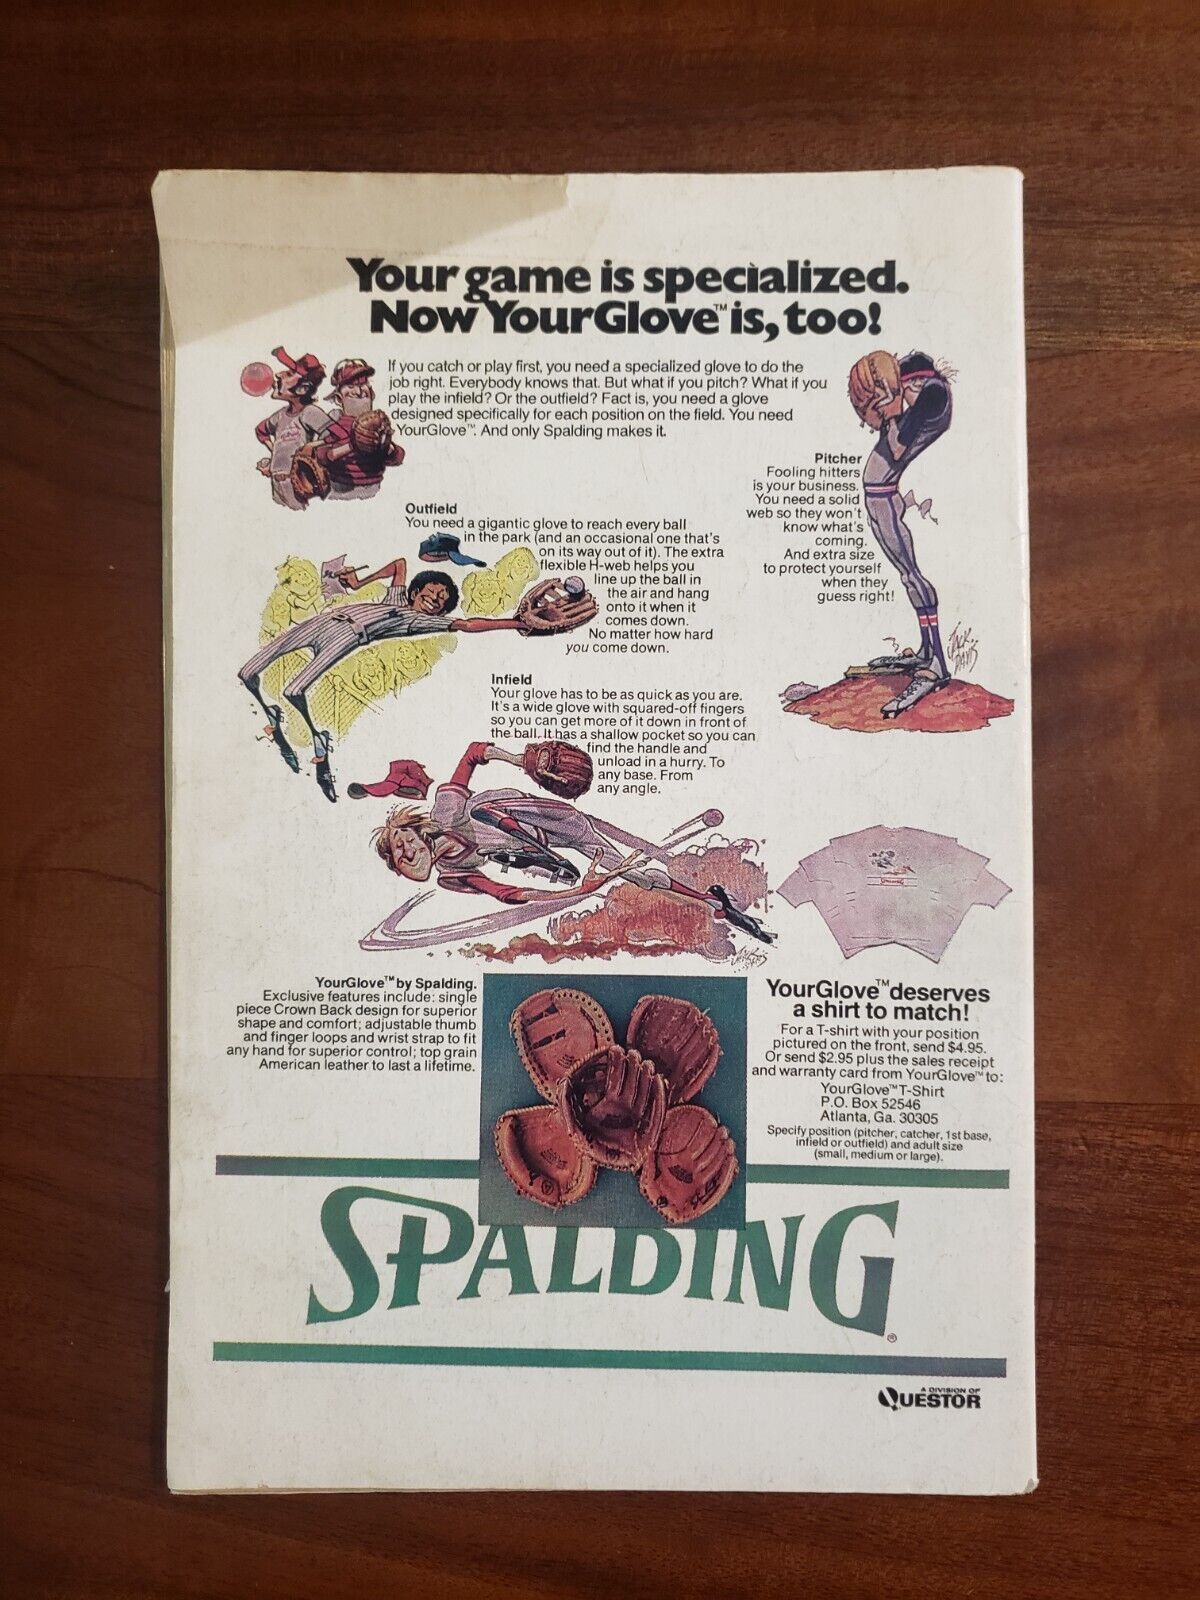 Your game is specialized.
Now YourGlove™ is, too!
If you catch or play first, you need a specialized glove to do the
job right. Everybody knows that. But what if you pitch? What if you
play the infield? Or the outfield? Fact is, you need a glove
designed specifically for each position on the field. You need
YourGlove™. And only Spalding makes it.
Pitcher
Fooling hitters
is your business.
You need a solid
web so they won't
know what's
coming.
And extra size
to protect yourself
when they
guess right!
JACK DAVIS
Outfield
You need a gigantic glove to reach every ball
in the park (and an occasional one that's
on its way out of it). The extra
flexible H-web helps you
line up the ball in
the air and hang
onto it when it
comes down.
No matter how hard
you come down.
Infield
Your glove has to be as quick as you are.
It's a wide glove with squared-off fingers
so you can get more of it down in front of
the ball. It has a shallow pocket so you can
find the handle and
unload in a hurry. To
any base. From
any angle.
JACK DAVIS
Spalding
YourGlove™ by Spalding.
Exclusive features include: single
piece Crown Back design for superior
shape and comfort; adjustable thumb
and finger loops and wrist strap to fit
any hand for superior control; top grain
American leather to last a lifetime.
YourGlove™ deserves
a shirt to match!
For a T-shirt with your position
pictured on the front, send $4.95.
Or send $2.95 plus the sales receipt
and warranty card from YourGlove™ to:
YourGlove™ T-Shirt
P.O. Box 52546
Atlanta, Ga. 30305
Specify position (pitcher, catcher, 1st base,
infield or outfield) and adult size
(small, medium or large).
SPALDING®
A DIVISION OF
QUESTOR